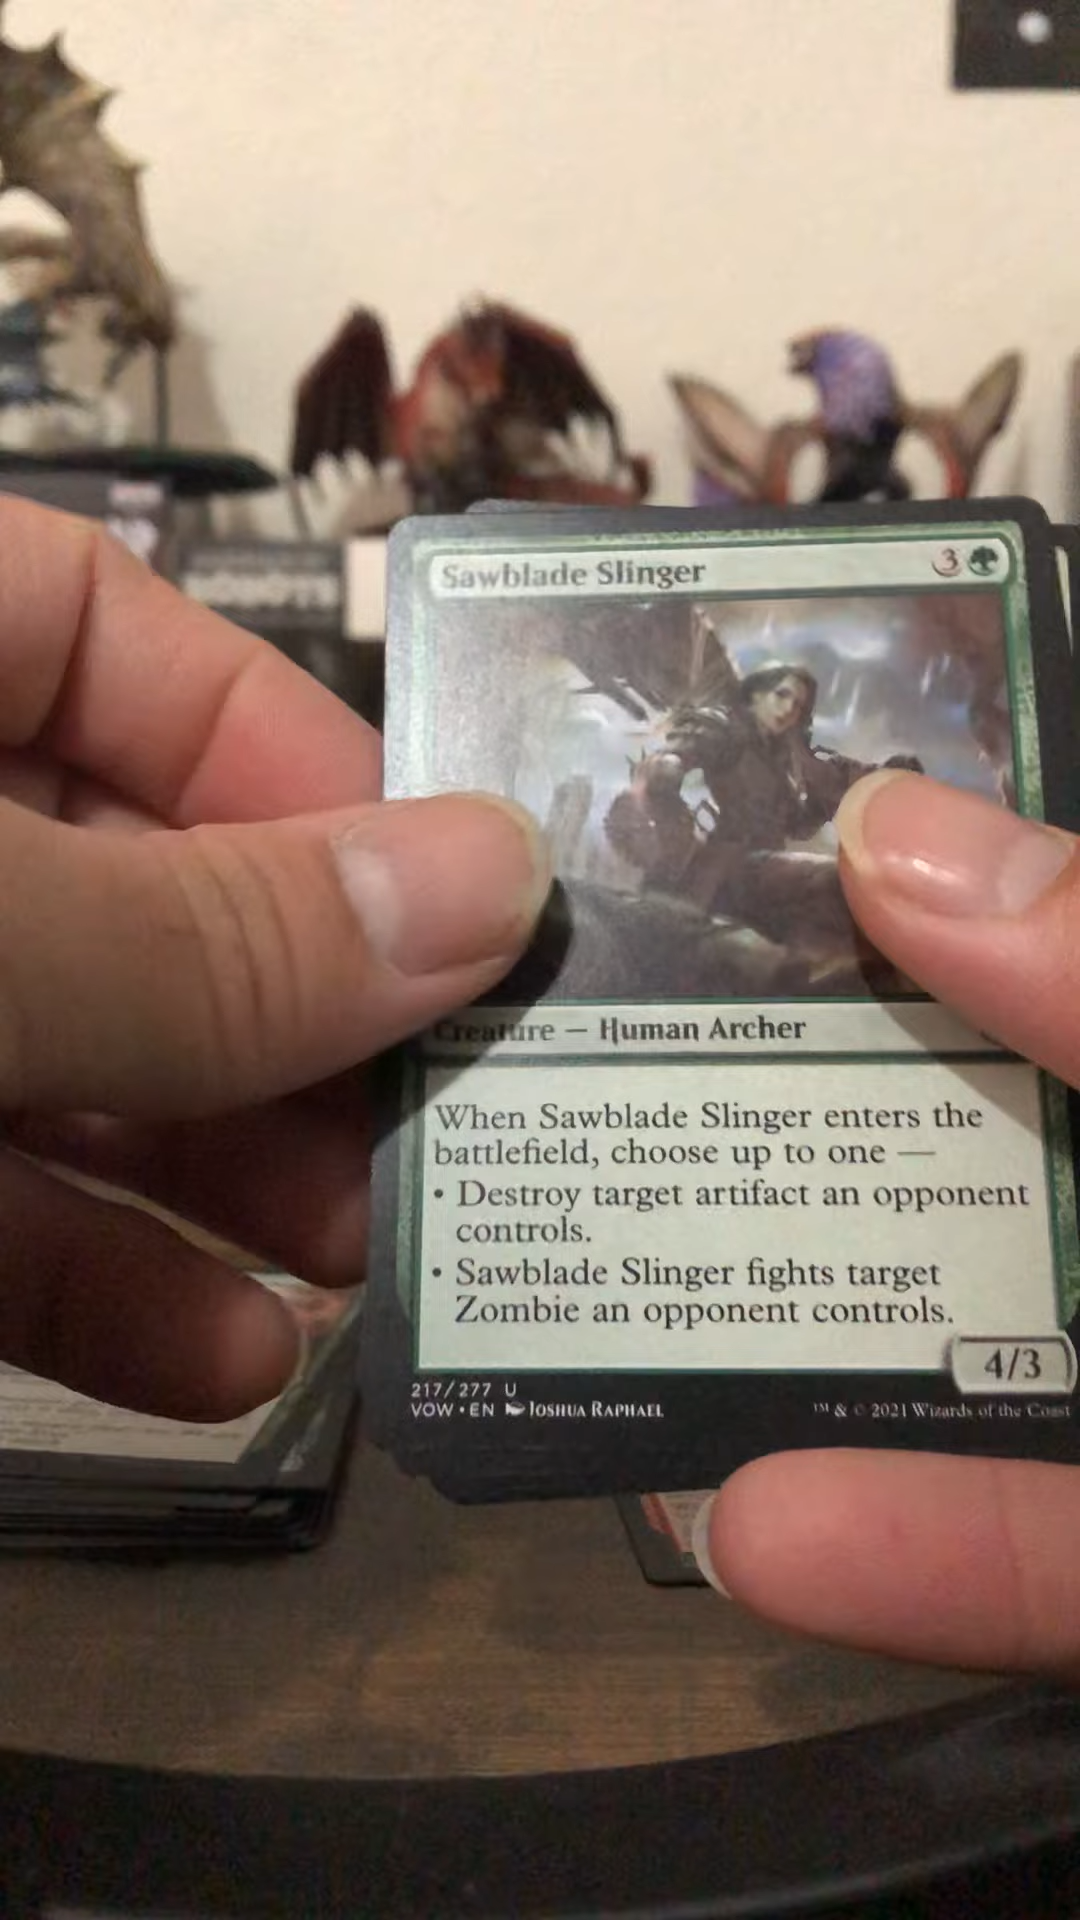 Sawblade Slinger 3
Creature — Human Archer
When Sawblade Slinger enters the
battlefield, choose up to one —
• Destroy target artifact an opponent
controls.
• Sawblade Slinger fights target
Zombie an opponent controls.
4/3
217/277 U
VOW • EN Joshua Raphael
™ & © 2021 Wizards of the Coast